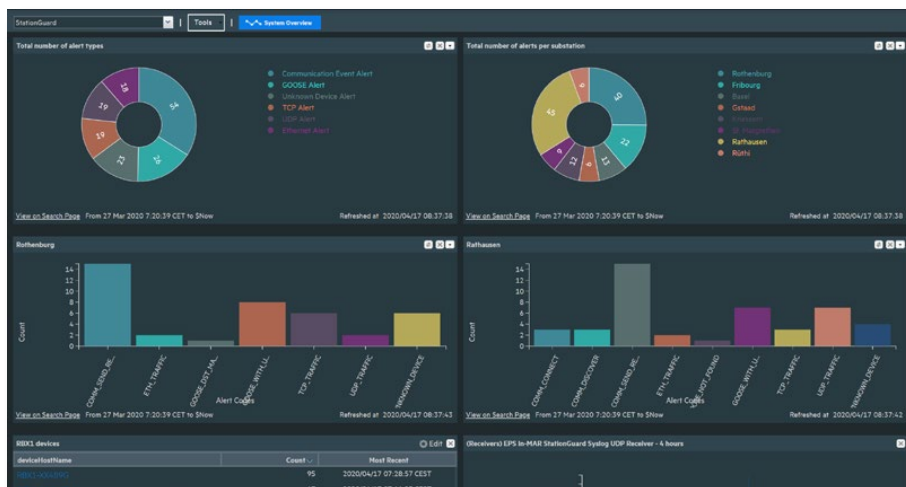 StationGuard
Tools
System Overview
Total number of alert types
54
26
23
19
19
18
Communication Event Alert
GOOSE Alert
Unknown Device Alert
TCP Alert
UDP Alert
Ethernet Alert
View on Search Page From 27 Mar 2020 7:20:39 CET to $Now
Refreshed at 2020/04/17 08:37:38
Total number of alerts per substation
22
13
9
12
9
45
9
Rothenburg
Fribourg
Basel
Gstaad
Rathausen
Rüthi
View on Search Page From 27 Mar 2020 7:20:39 CET to $Now
Refreshed at 2020/04/17 08:37:38
Rothenburg
Count
14
12
10
8
6
4
2
0
COMM_SEND_RE...
ETH_TRAFFIC
GOOSE_DST_MA...
GOOSE_WITH_U...
TCP_TRAFFIC
UDP_TRAFFIC
NKNOWN_DEVICE
Alert Codes
View on Search Page From 27 Mar 2020 7:20:39 CET to $Now
Refreshed at 2020/04/17 08:37:43
Rathausen
Count
14
12
10
8
6
4
2
0
COMM_CONNECT
COMM_DISCOVER
COMM_SEND_RE...
ETH_TRAFFIC
NOT_FOUND
GOOSE_WITH_U...
TCP_TRAFFIC
UDP_TRAFFIC
NKNOWN_DEVICE
Alert Codes
View on Search Page From 27 Mar 2020 7:20:39 CET to $Now
Refreshed at 2020/04/17 08:37:42
RBX1 devices
Edit
deviceHostName Count Most Recent
95 2020/04/17 07:28:57 CEST
(Receivers) EPS In-MAR StationGuard Syslog UDP Receiver - 4 hours